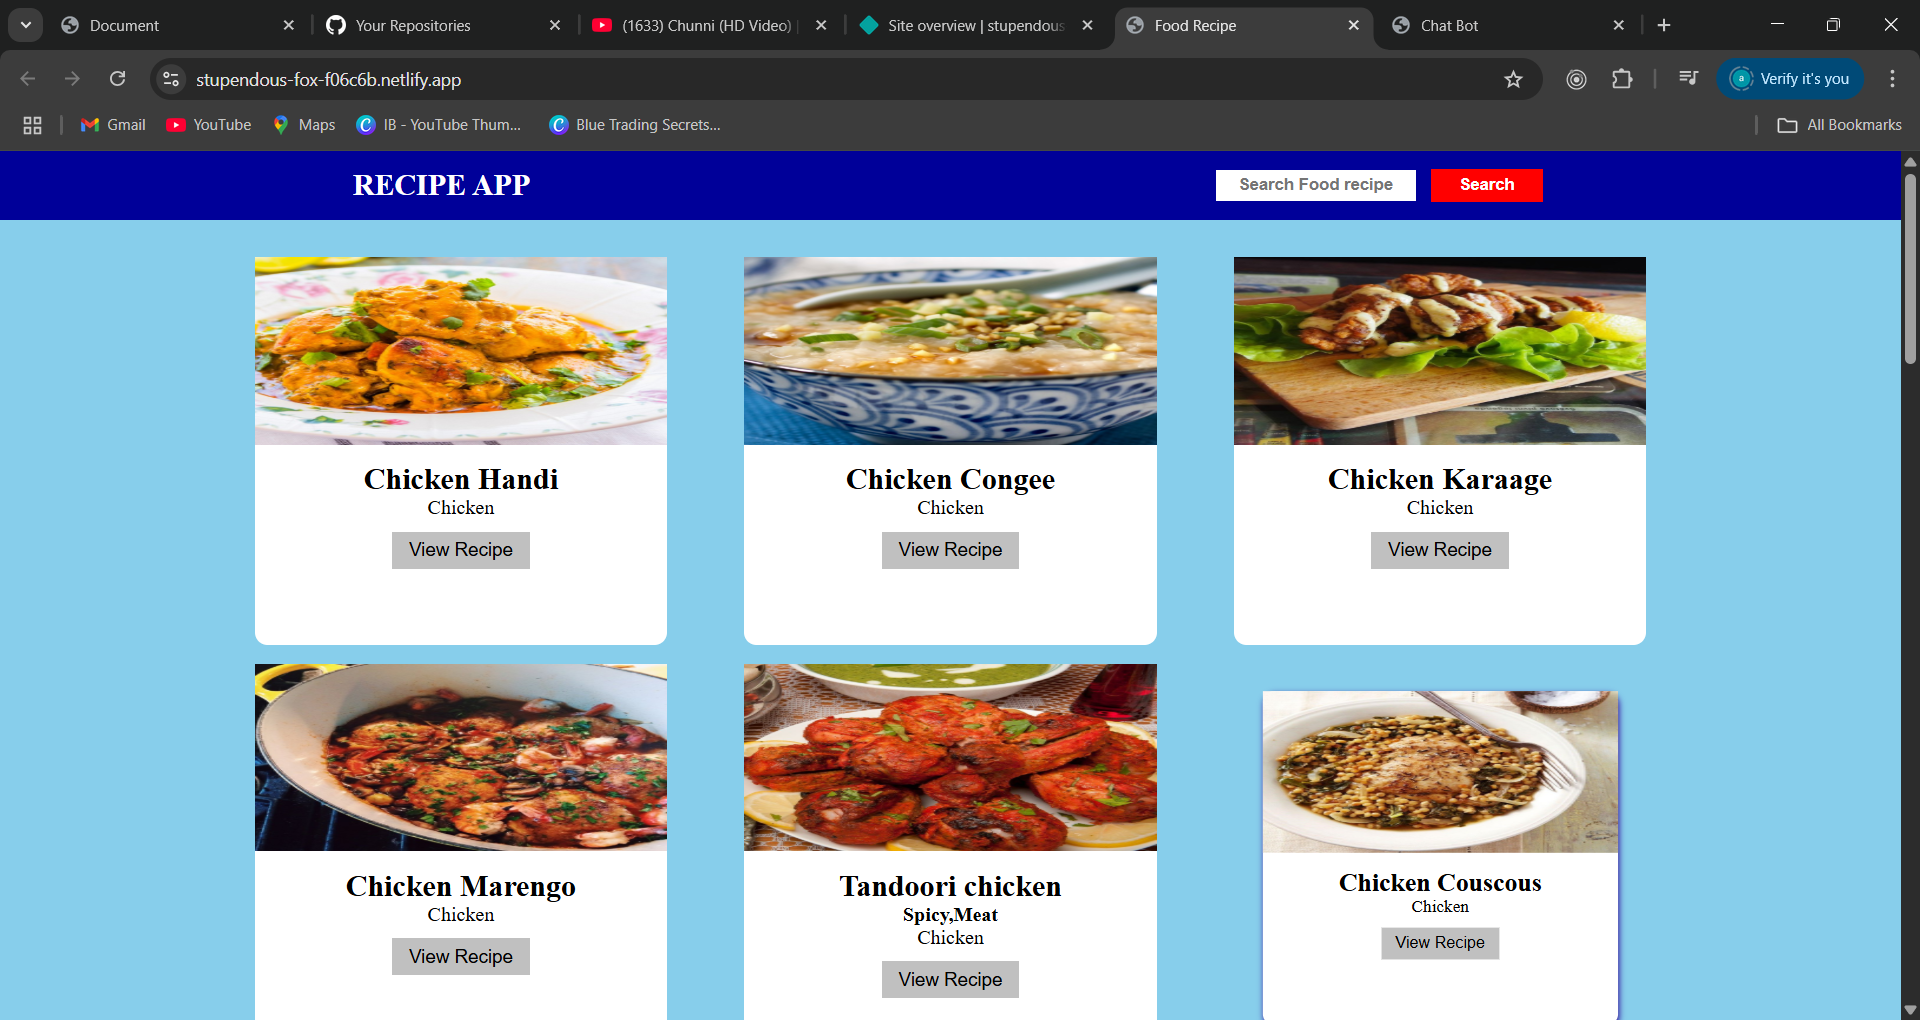 Document
Your Repositories
(1633) Chunni (HD Video) |
Site overview | stupendous
Food Recipe
Chat Bot
stupendous-fox-f06c6b.netlify.app
a
Verify it's you
Gmail
YouTube
Maps
IB - YouTube Thum...
Blue Trading Secrets...
All Bookmarks
RECIPE APP
Search Food recipe
Search
Chicken Handi
Chicken
View Recipe
Chicken Congee
Chicken
View Recipe
Chicken Karaage
Chicken
View Recipe
Chicken Marengo
Chicken
View Recipe
Tandoori chicken
Spicy,Meat
Chicken
View Recipe
Chicken Couscous
Chicken
View Recipe